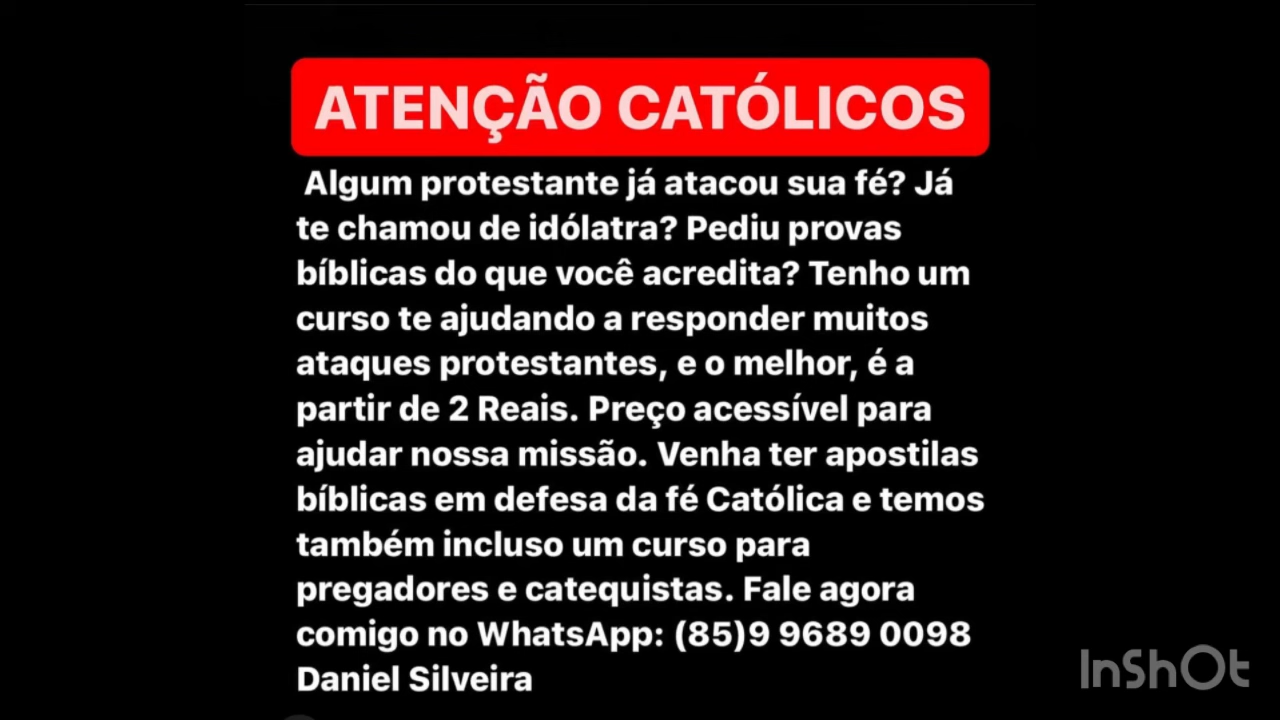 ATENÇÃO CATÓLICOS
Algum protestante já atacou sua fé? Já
te chamou de idólatra? Pediu provas
bíblicas do que você acredita? Tenho um
curso te ajudando a responder muitos
ataques protestantes, e o melhor, é a
partir de 2 Reais. Preço acessível para
ajudar nossa missão. Venha ter apostilas
bíblicas em defesa da fé Católica e temos
também incluso um curso para
pregadores e catequistas. Fale agora
comigo no WhatsApp: (85)9 9689 0098
Daniel Silveira
InShOt